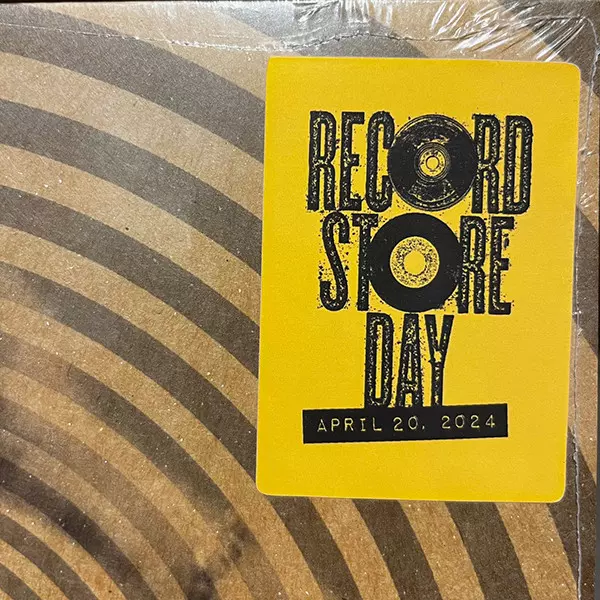 RECORD
STORE
DAY
APRIL 20, 2024